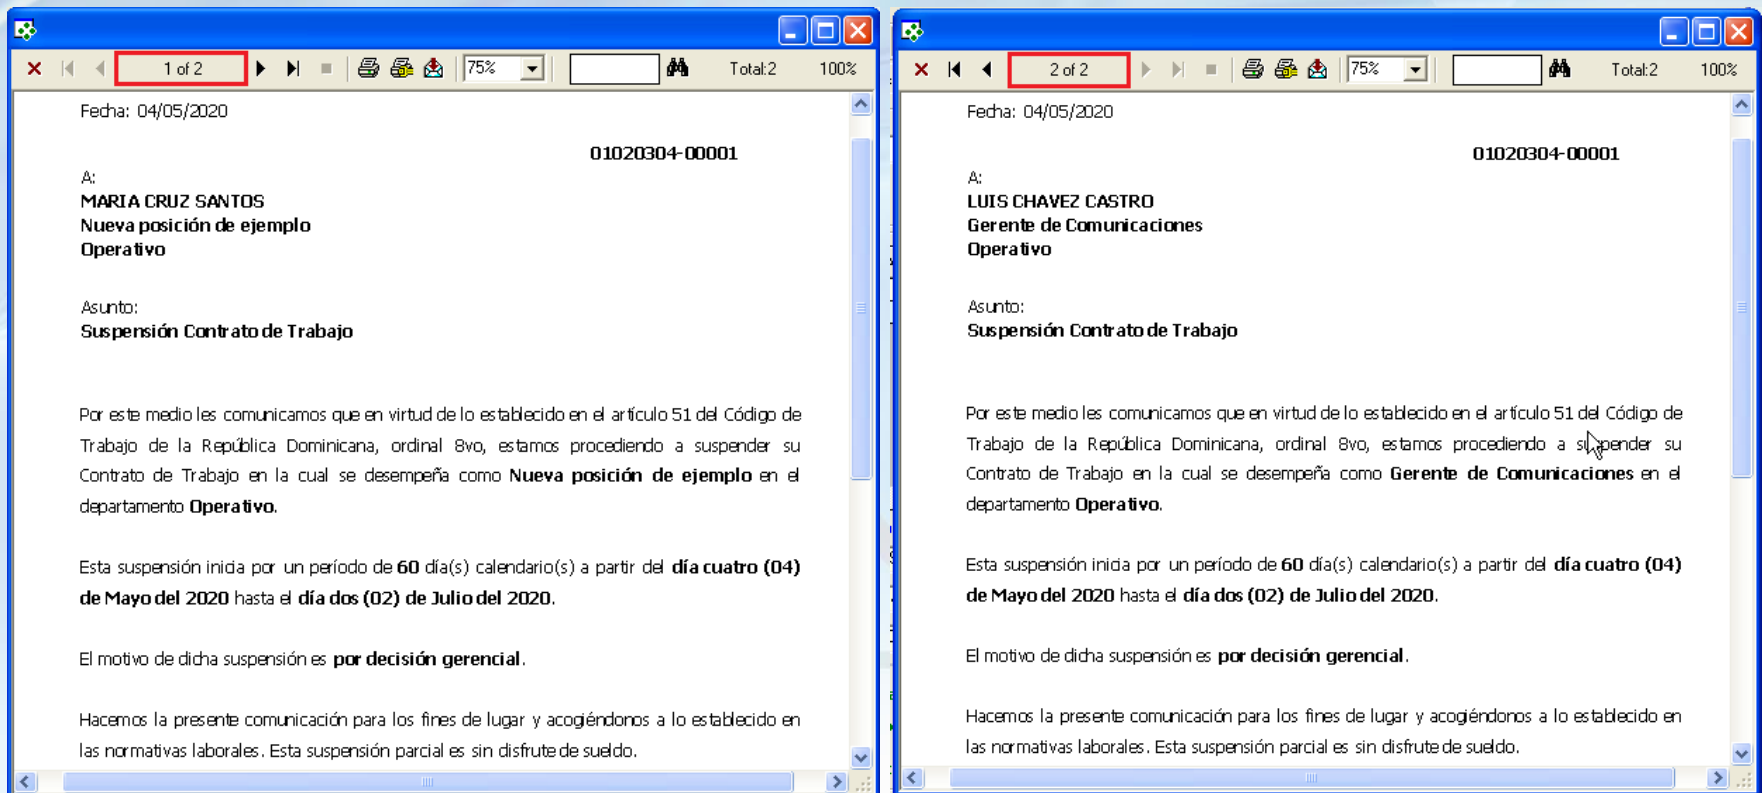 1 of 2
75%
Total:2
100%
Fecha: 04/05/2020
01020304-00001
A:
MARIA CRUZ SANTOS
Nueva posición de ejemplo
Operativo
Asunto:
Suspensión Contrato de Trabajo
Por este medio les comunicamos que en virtud de lo establecido en el artículo 51 del Código de
Trabajo de la República Dominicana, ordinal 8vo, estamos procediendo a suspender su
Contrato de Trabajo en la cual se desempeña como Nueva posición de ejemplo en el
departamento Operativo.
Esta suspensión inicia por un período de 60 día(s) calendario(s) a partir del día cuatro (04)
de Mayo del 2020 hasta el día dos (02) de Julio del 2020.
El motivo de dicha suspensión es por decisión gerencial.
Hacemos la presente comunicación para los fines de lugar y acogiéndonos a lo establecido en
las normativas laborales. Esta suspensión parcial es sin disfrute de sueldo.
2 of 2
75%
Total:2
100%
Fecha: 04/05/2020
01020304-00001
A:
LUIS CHAVEZ CASTRO
Gerente de Comunicaciones
Operativo
Asunto:
Suspensión Contrato de Trabajo
Por este medio les comunicamos que en virtud de lo establecido en el artículo 51 del Código de
Trabajo de la República Dominicana, ordinal 8vo, estamos procediendo a suspender su
Contrato de Trabajo en la cual se desempeña como Gerente de Comunicaciones en el
departamento Operativo.
Esta suspensión inicia por un período de 60 día(s) calendario(s) a partir del día cuatro (04)
de Mayo del 2020 hasta el día dos (02) de Julio del 2020.
El motivo de dicha suspensión es por decisión gerencial.
Hacemos la presente comunicación para los fines de lugar y acogiéndonos a lo establecido en
las normativas laborales. Esta suspensión parcial es sin disfrute de sueldo.